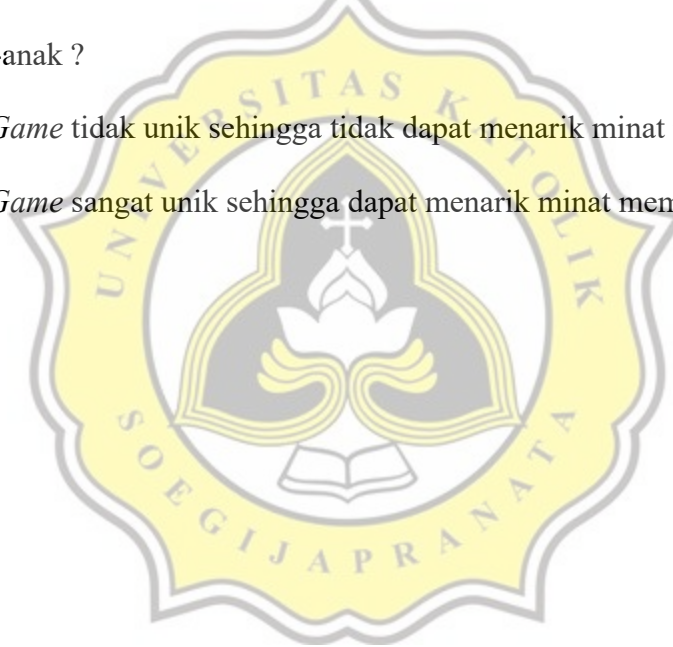 anak ?
Game tidak unik sehingga tidak dapat menarik minat
Game sangat unik sehingga dapat menarik minat
UNIVERSITAS KATOLIK
SOEGIJAPRANATA